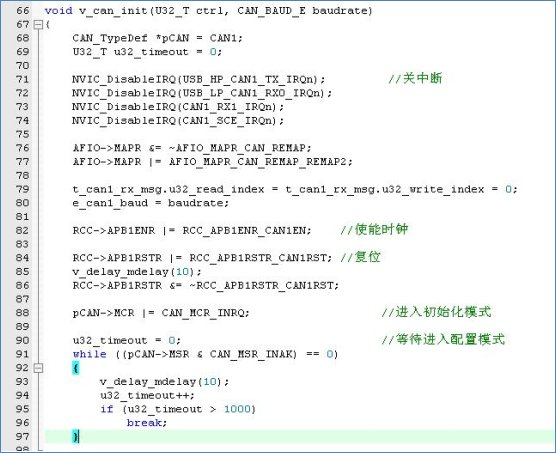 66 void v_can_init(U32_T ctrl, CAN_BAUD_E baudrate)
67 {
68 CAN_TypeDef *pCAN = CAN1;
69 U32_T u32_timeout = 0;
70
71 NVIC_DisableIRQ(USB_HP_CAN1_TX_IRQn); //关中断
72 NVIC_DisableIRQ(USB_LP_CAN1_RX0_IRQn);
73 NVIC_DisableIRQ(CAN1_RX1_IRQn);
74 NVIC_DisableIRQ(CAN1_SCE_IRQn);
75
76 AFIO->MAPR &= ~AFIO_MAPR_CAN_REMAP;
77 AFIO->MAPR |= AFIO_MAPR_CAN_REMAP_REMAP2;
78
79 t_can1_rx_msg.u32_read_index = t_can1_rx_msg.u32_write_index = 0;
80 e_can1_baud = baudrate;
81
82 RCC->APB1ENR |= RCC_APB1ENR_CAN1EN; //使能时钟
83
84 RCC->APB1RSTR |= RCC_APB1RSTR_CAN1RST; //复位
85 v_delay_mdelay(10);
86 RCC->APB1RSTR &= ~RCC_APB1RSTR_CAN1RST;
87
88 pCAN->MCR |= CAN_MCR_INRQ; //进入初始化模式
89
90 u32_timeout = 0; //等待进入配置模式
91 while ((pCAN->MSR & CAN_MSR_INAK) == 0)
92 {
93 v_delay_mdelay(10);
94 u32_timeout++;
95 if (u32_timeout > 1000)
96 break;
97 }
98